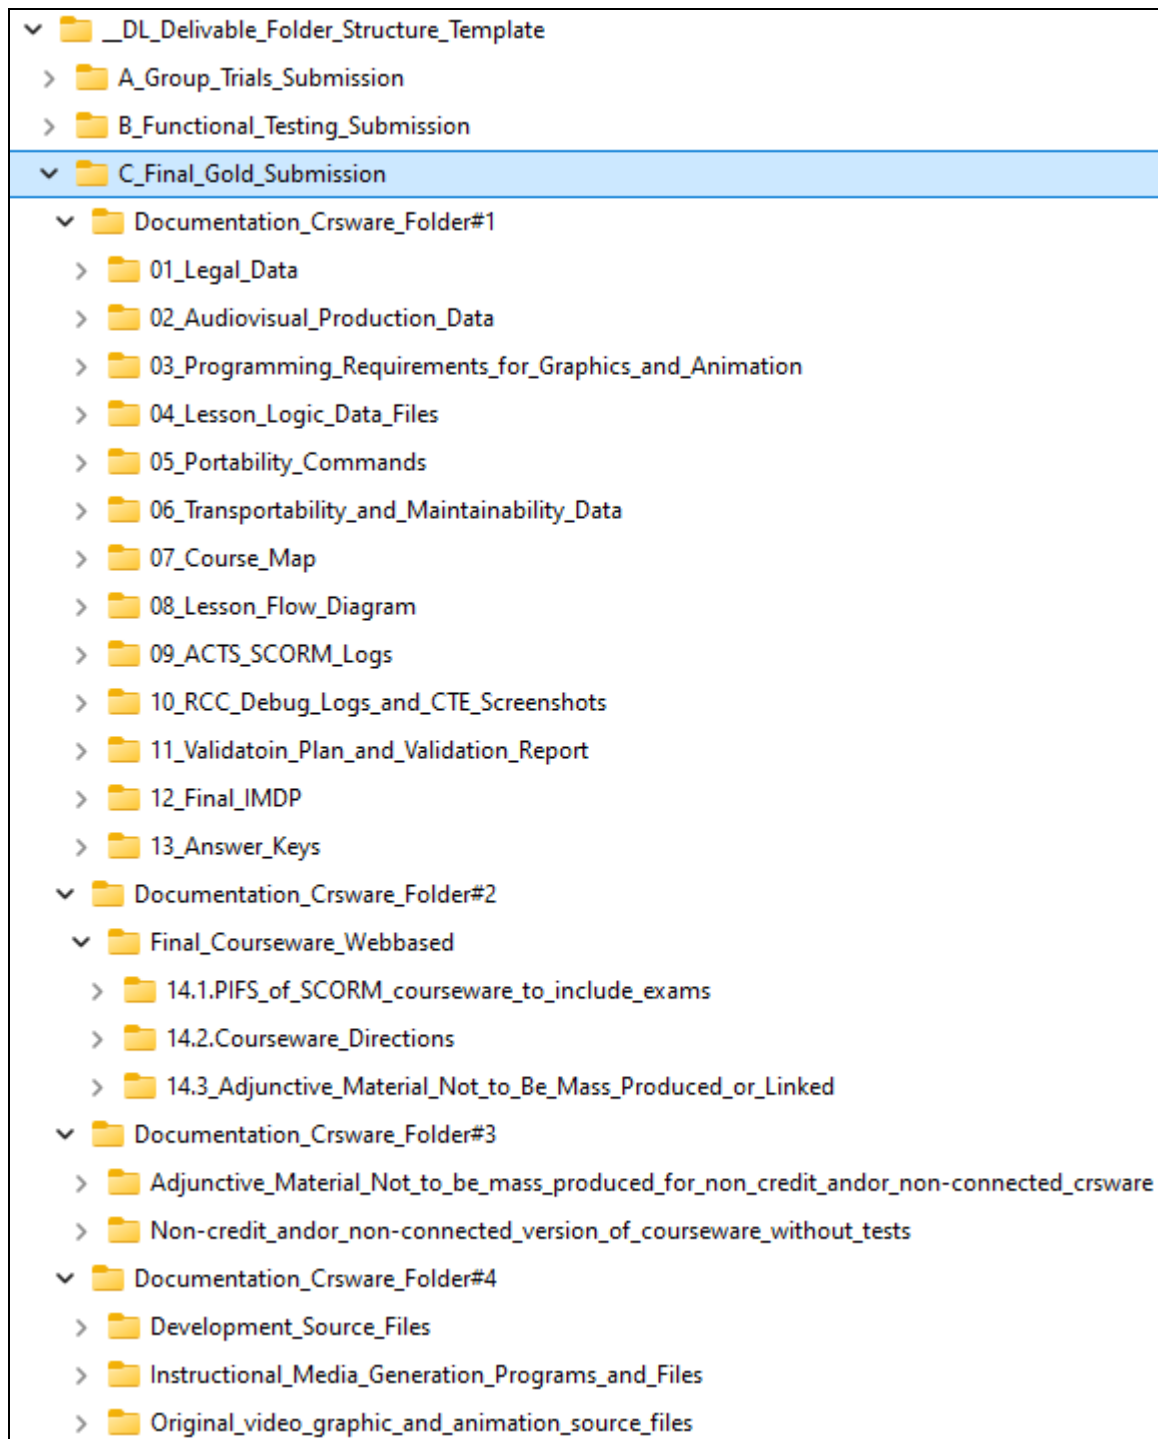 __DL_Delivable_Folder_Structure_Template
A_Group_Trials_Submission
B_Functional_Testing_Submission
C_Final_Gold_Submission
Documentation_Crsware_Folder#1
01_Legal_Data
02_Audiovisual_Production_Data
03_Programming_Requirements_for_Graphics_and_Animation
04_Lesson_Logic_Data_Files
05_Portability_Commands
06_Transportability_and_Maintainability_Data
07_Course_Map
08_Lesson_Flow_Diagram
09_ACTS_SCORM_Logs
10_RCC_Debug_Logs_and_CTE_Screenshots
11_Validatoin_Plan_and_Validation_Report
12_Final_IMDP
13_Answer_Keys
Documentation_Crsware_Folder#2
Final_Courseware_Webbased
14.1.PIFS_of_SCORM_courseware_to_include_exams
14.2.Courseware_Directions
14.3_Adjunctive_Material_Not_to_Be_Mass_Produced_or_Linked
Documentation_Crsware_Folder#3
Adjunctive_Material_Not_to_be_mass_produced_for_non_credit_andor_non-connected_crsware
Non-credit_andor_non-connected_version_of_courseware_without_tests
Documentation_Crsware_Folder#4
Development_Source_Files
Instructional_Media_Generation_Programs_and_Files
Original_video_graphic_and_animation_source_files